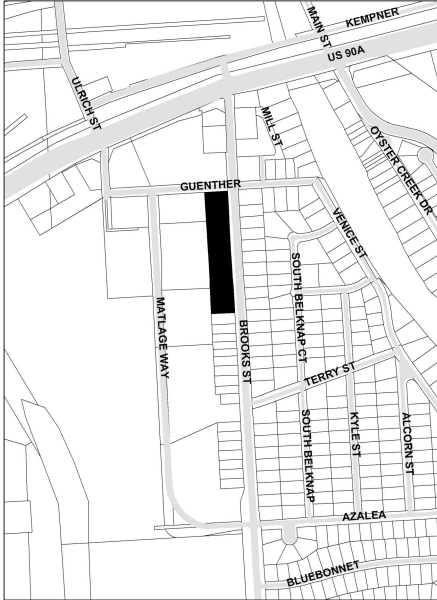 KEMPNER
MAIN ST
US 90A
ULRICH ST
MILL ST
OYSTER CREEK DR
GUENTHER
VENICE ST
SOUTH BELKNAP CT
MATLAGE WAY
BROOKS ST
TERRY ST
SOUTH BELKNAP
KYLE ST
ALCORN ST
AZALEA
BLUEBONNET